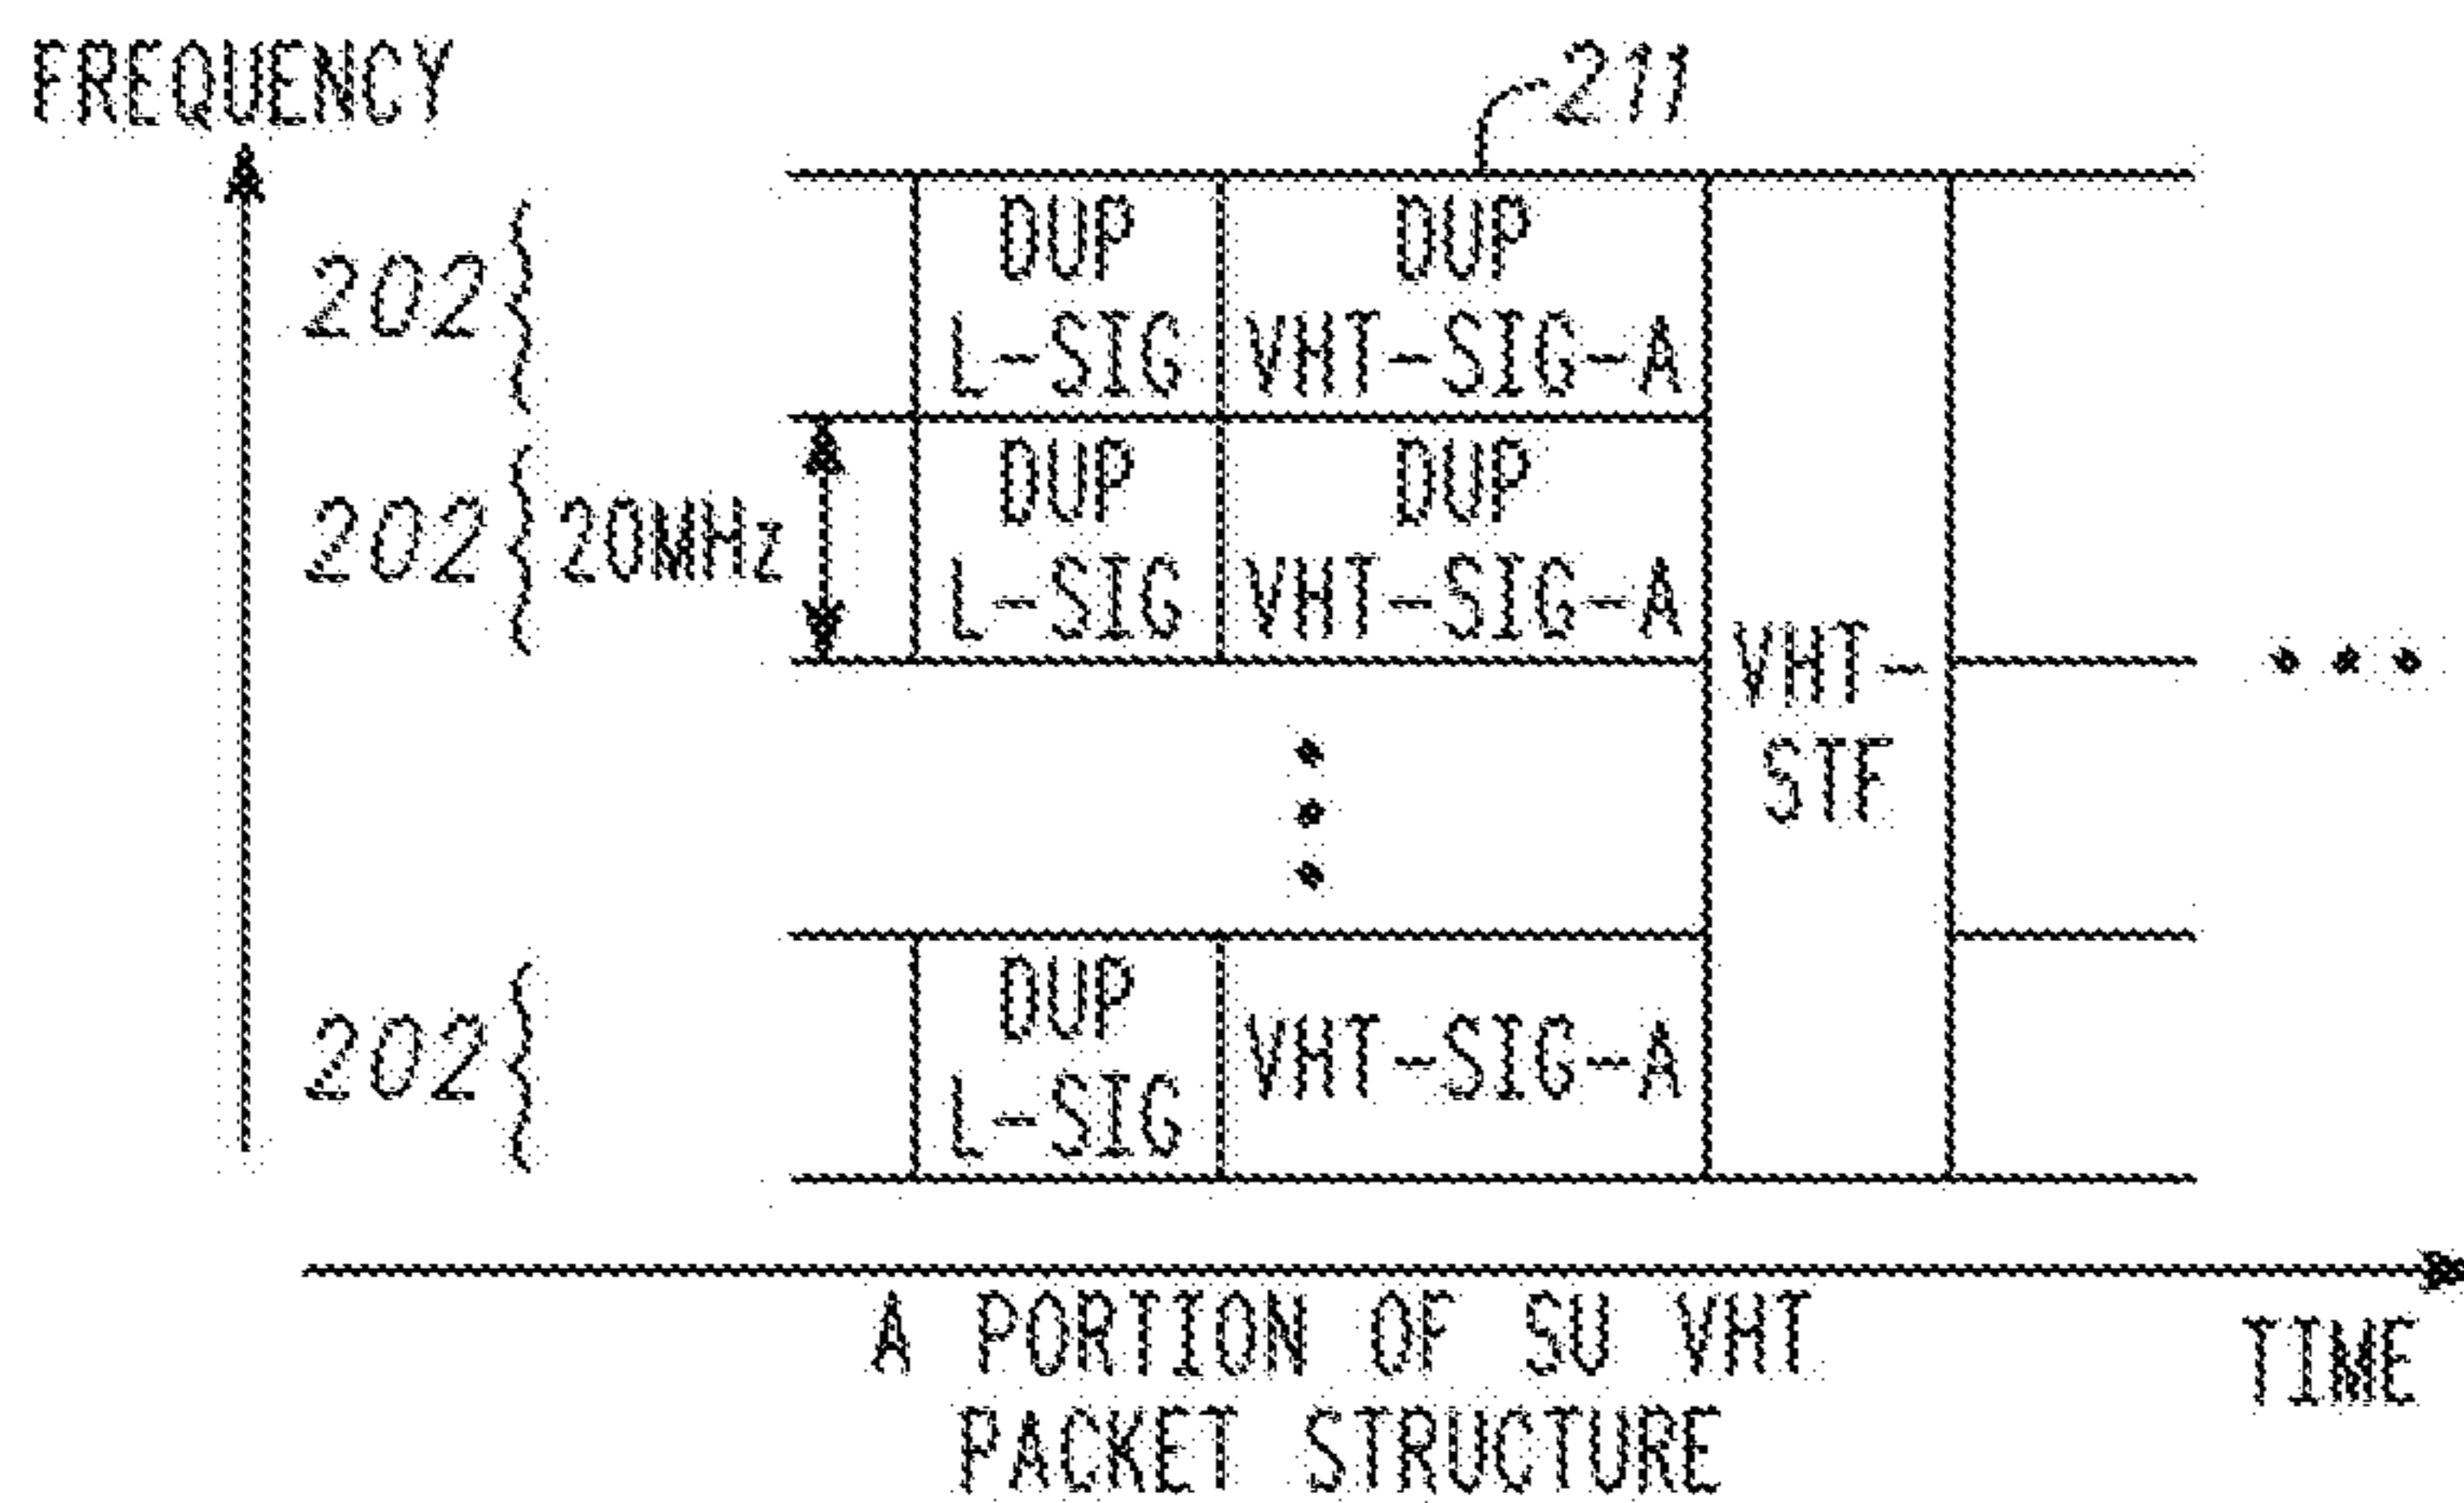 FREQUENCY
211
202
DUP
L-SIG
DUP
VHT-SIG-A
202
20MHz
DUP
L-SIG
DUP
VHT-SIG-A
VHT-
STF
202
DUP
L-SIG
VHT-SIG-A
TIME
A PORTION OF SU VHT
PACKET STRUCTURE